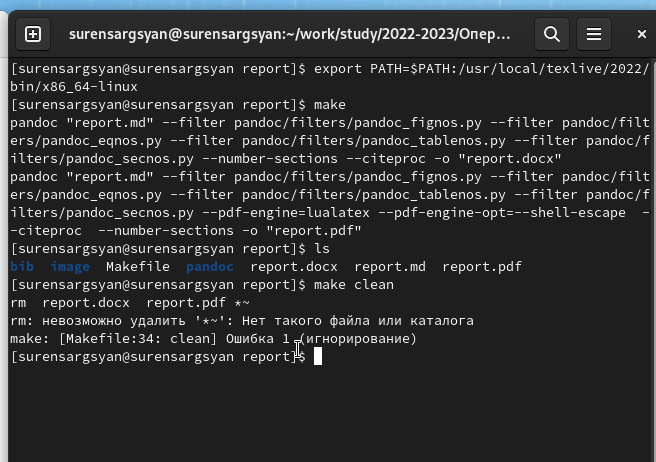 surensargsyan@surensargsyan:~/work/study/2022-2023/Опер...
[surensargsyan@surensargsyan report]$ export PATH=$PATH:/usr/local/texlive/2022/
bin/x86_64-linux
[surensargsyan@surensargsyan report]$ make
pandoc "report.md" --filter pandoc/filters/pandoc_fignos.py --filter pandoc/filt
ers/pandoc_eqnos.py --filter pandoc/filters/pandoc_tablenos.py --filter pandoc/f
ilters/pandoc_secnos.py --number-sections --citeproc -o "report.docx"
pandoc "report.md" --filter pandoc/filters/pandoc_fignos.py --filter pandoc/filt
ers/pandoc_eqnos.py --filter pandoc/filters/pandoc_tablenos.py --filter pandoc/f
ilters/pandoc_secnos.py --pdf-engine=lualatex --pdf-engine-opt=--shell-escape  -
-citeproc  --number-sections -o "report.pdf"
[surensargsyan@surensargsyan report]$ ls
bib  image  Makefile  pandoc  report.docx  report.md  report.pdf
[surensargsyan@surensargsyan report]$ make clean
rm  report.docx  report.pdf *~
rm: невозможно удалить '*~': Нет такого файла или каталога
make: [Makefile:34: clean] Ошибка 1 (игнорирование)
[surensargsyan@surensargsyan report]$